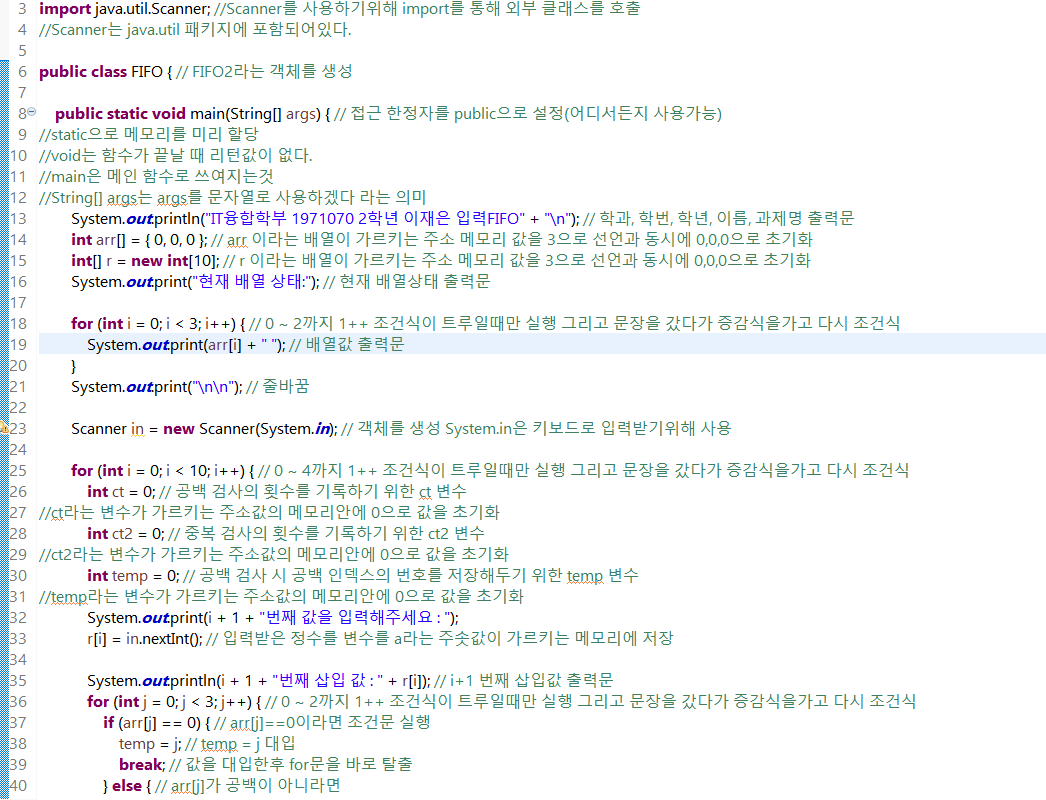 3 import java.util.Scanner; //Scanner를 사용하기위해 import를 통해 외부 클래스를 호출
4 //Scanner는 java.util 패키지에 포함되어있다.
5
6 public class FIFO { // FIFO2라는 객체를 생성
7
8 public static void main(String[] args) { // 접근 한정자를 public으로 설정(어디서든지 사용가능)
9 //static으로 메모리를 미리 할당
10 //void는 함수가 끝날 때 리턴값이 없다.
11 //main은 메인 함수로 쓰여지는것
12 //String[] args는 args를 문자열로 사용하겠다 라는 의미
13 System.out.println("IT융합학부 1971070 2학년 이재은 입력FIFO" + "\n"); // 학과, 학번, 학년, 이름, 과제명 출력문
14 int arr[] = { 0, 0, 0 }; // arr 이라는 배열이 가르키는 주소 메모리 값을 3으로 선언과 동시에 0,0,0으로 초기화
15 int[] r = new int[10]; // r 이라는 배열이 가르키는 주소 메모리 값을 3으로 선언과 동시에 0,0,0으로 초기화
16 System.out.print("현재 배열 상태:"); // 현재 배열상태 출력문
17
18 for (int i = 0; i < 3; i++) { // 0 ~ 2까지 1++ 조건식이 트루일때만 실행 그리고 문장을 갔다가 증감식을가고 다시 조건식
19 System.out.print(arr[i] + " "); // 배열값 출력문
20 }
21 System.out.print("\n\n"); // 줄바꿈
22
23 Scanner in = new Scanner(System.in); // 객체를 생성 System.in은 키보드로 입력받기위해 사용
24
25 for (int i = 0; i < 10; i++) { // 0 ~ 4까지 1++ 조건식이 트루일때만 실행 그리고 문장을 갔다가 증감식을가고 다시 조건식
26 int ct = 0; // 공백 검사의 횟수를 기록하기 위한 ct 변수
27 //ct라는 변수가 가르키는 주소값의 메모리안에 0으로 값을 초기화
28 int ct2 = 0; // 중복 검사의 횟수를 기록하기 위한 ct2 변수
29 //ct2라는 변수가 가르키는 주소값의 메모리안에 0으로 값을 초기화
30 int temp = 0; // 공백 검사 시 공백 인덱스의 번호를 저장해두기 위한 temp 변수
31 //temp라는 변수가 가르키는 주소값의 메모리안에 0으로 값을 초기화
32 System.out.print(i + 1 + "번째 값을 입력해주세요 : ");
33 r[i] = in.nextInt(); // 입력받은 정수를 변수를 a라는 주솟값이 가르키는 메모리에 저장
34
35 System.out.println(i + 1 + "번째 삽입 값 : " + r[i]); // i+1 번째 삽입값 출력문
36 for (int j = 0; j < 3; j++) { // 0 ~ 2까지 1++ 조건식이 트루일때만 실행 그리고 문장을 갔다가 증감식을가고 다시 조건식
37 if (arr[j] == 0) { // arr[j]==0이라면 조건문 실행
38 temp = j; // temp = j 대입
39 break; // 값을 대입한후 for문을 바로 탈출
40 } else { // arr[j]가 공백이 아니라면